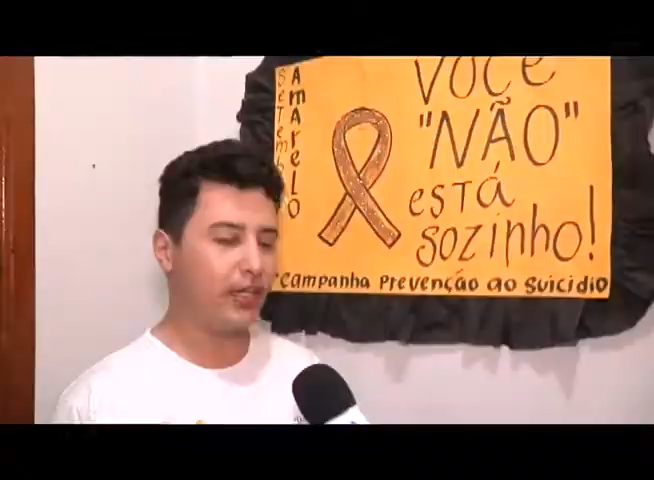 SETEMBRO
AMARELO
VOCÊ
"NÃO"
está
sozinho!
Campanha Prevenção ao Suicídio